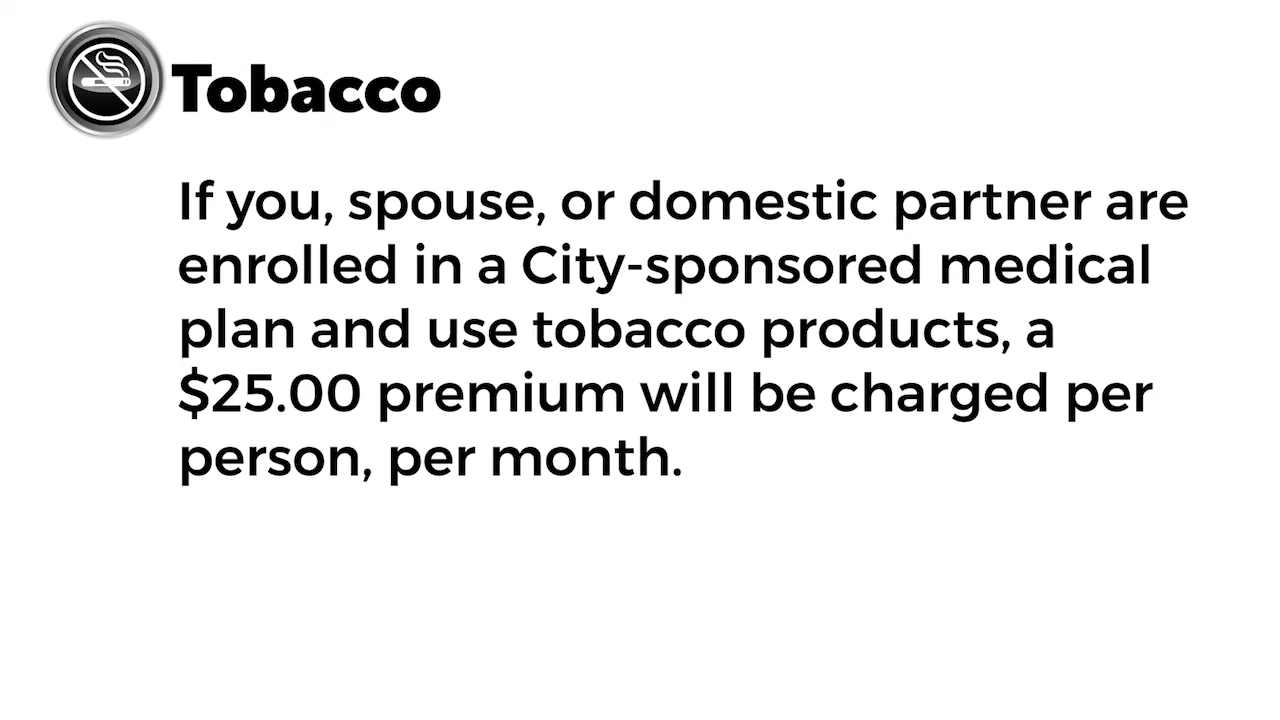 Tobacco
If you, spouse, or domestic partner are
enrolled in a City-sponsored medical
plan and use tobacco products, a
$25.00 premium will be charged per
person, per month.